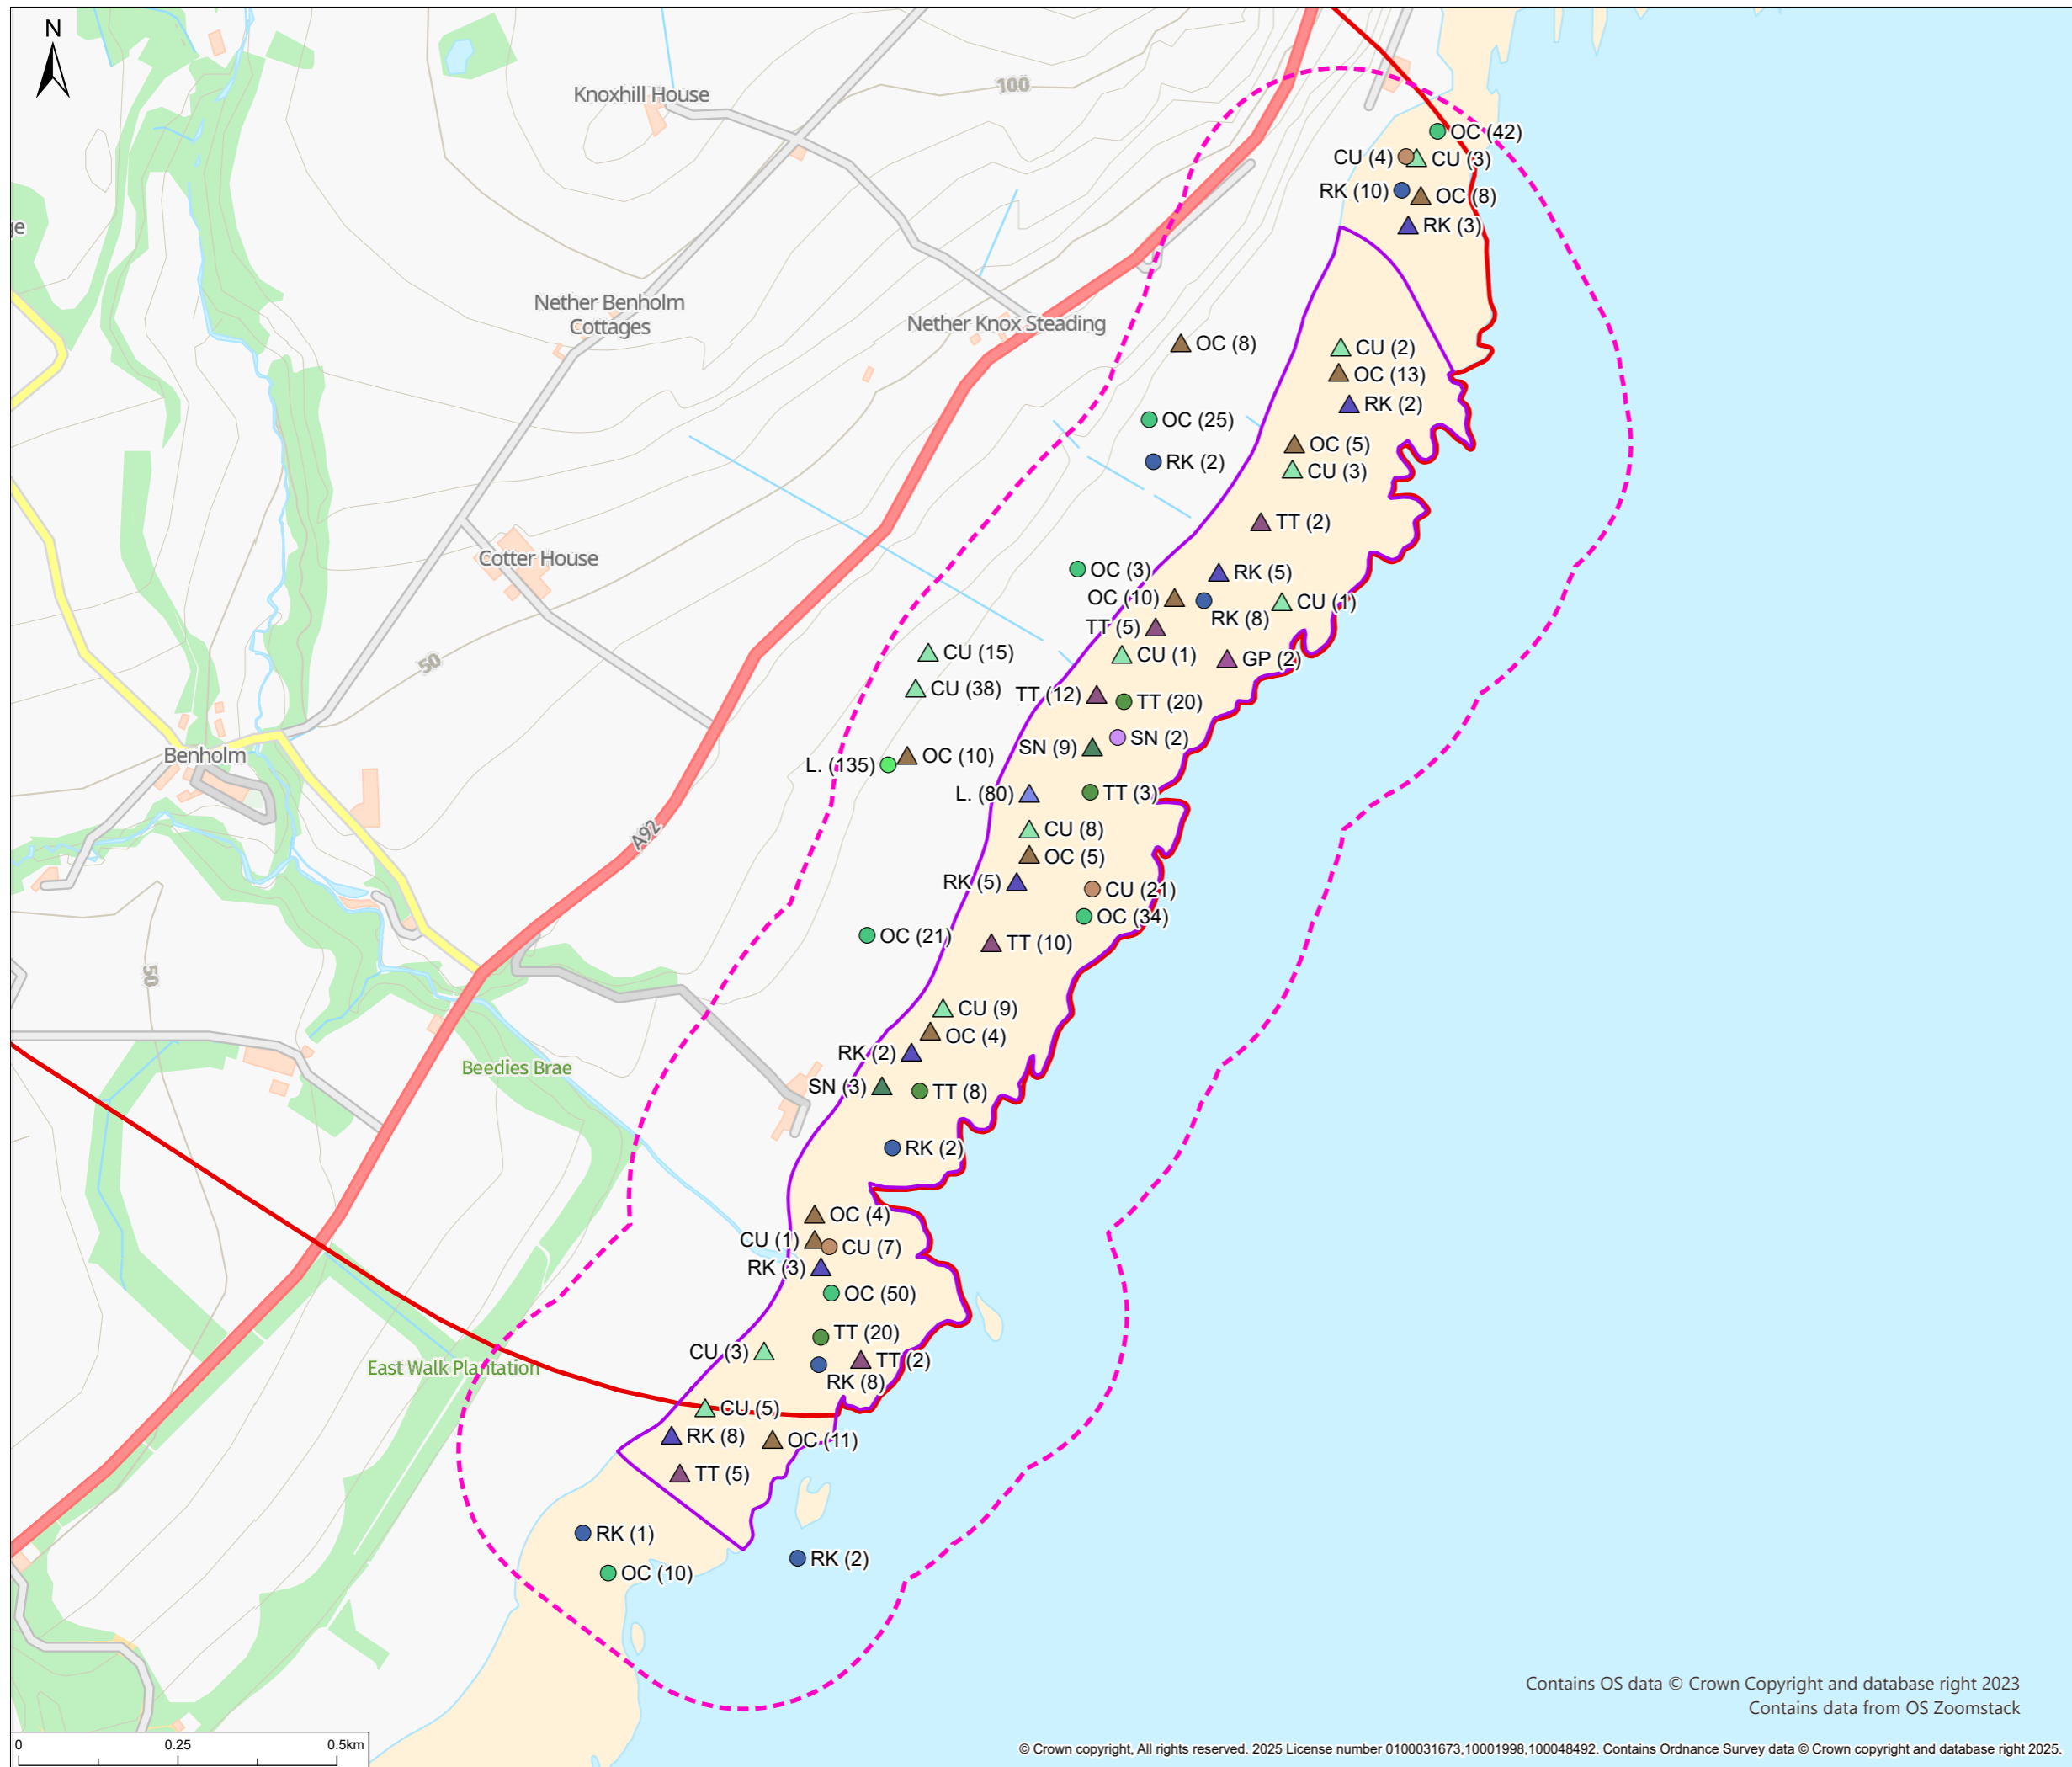 N
Knoxhill House
100
OC (42)
CU (4)
CU (3)
RK (10)
OC (8)
RK (3)
ge
Nether Benholm
Cottages
Nether Knox Steading
OC (8)
CU (2)
OC (13)
RK (2)
OC (25)
OC (5)
RK (2)
CU (3)
TT (2)
Cotter House
OC (3)
RK (5)
OC (10)
CU (1)
RK (8)
TT (5)
50
CU (15)
CU (1)
GP (2)
CU (38)
TT (12)
TT (20)
SN (2)
SN (9)
Benholm
OC (10)
L. (135)
L. (80)
TT (3)
A92
CU (8)
OC (5)
RK (5)
CU (21)
OC (34)
OC (21)
TT (10)
50
CU (9)
OC (4)
RK (2)
Beedies Brae
SN (3)
TT (8)
RK (2)
OC (4)
CU (1)
CU (7)
RK (3)
OC (50)
TT (20)
CU (3)
TT (2)
East Walk Plantation
RK (8)
CU (5)
RK (8)
OC (11)
TT (5)
RK (1)
RK (2)
OC (10)
Contains OS data © Crown Copyright and database right 2023
Contains data from OS Zoomstack
0 0.25 0.5km
© Crown copyright, All rights reserved. 2025 License number 0100031673,10001998,100048492. Contains Ordnance Survey data © Crown copyright and database right 2025.